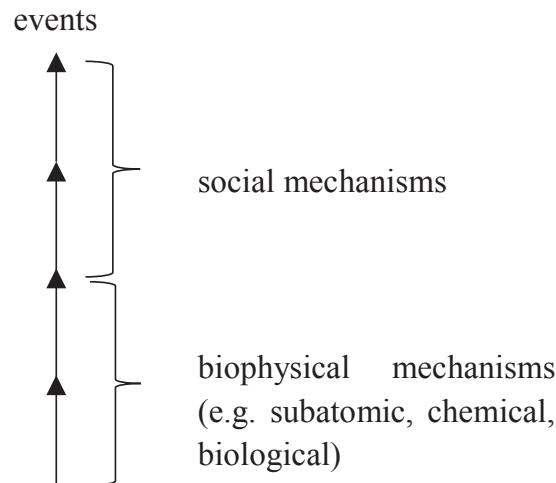 events
social mechanisms
biophysical mechanisms
(e.g. subatomic, chemical,
biological)